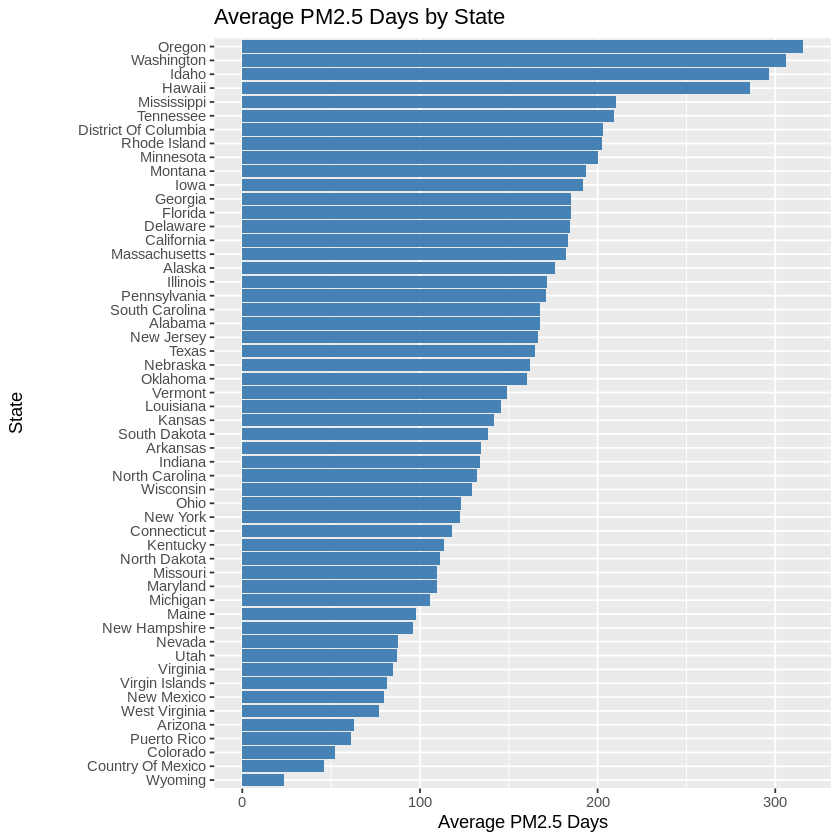 Average PM2.5 Days by State
State
Oregon
Washington
Idaho
Hawaii
Mississippi
Tennessee
District Of Columbia
Rhode Island
Minnesota
Montana
Iowa
Georgia
Florida
Delaware
California
Massachusetts
Alaska
Illinois
Pennsylvania
South Carolina
Alabama
New Jersey
Texas
Nebraska
Oklahoma
Vermont
Louisiana
Kansas
South Dakota
Arkansas
Indiana
North Carolina
Wisconsin
Ohio
New York
Connecticut
Kentucky
North Dakota
Missouri
Maryland
Michigan
Maine
New Hampshire
Nevada
Utah
Virginia
Virgin Islands
New Mexico
West Virginia
Arizona
Puerto Rico
Colorado
Country Of Mexico
Wyoming
0 100 200 300
Average PM2.5 Days